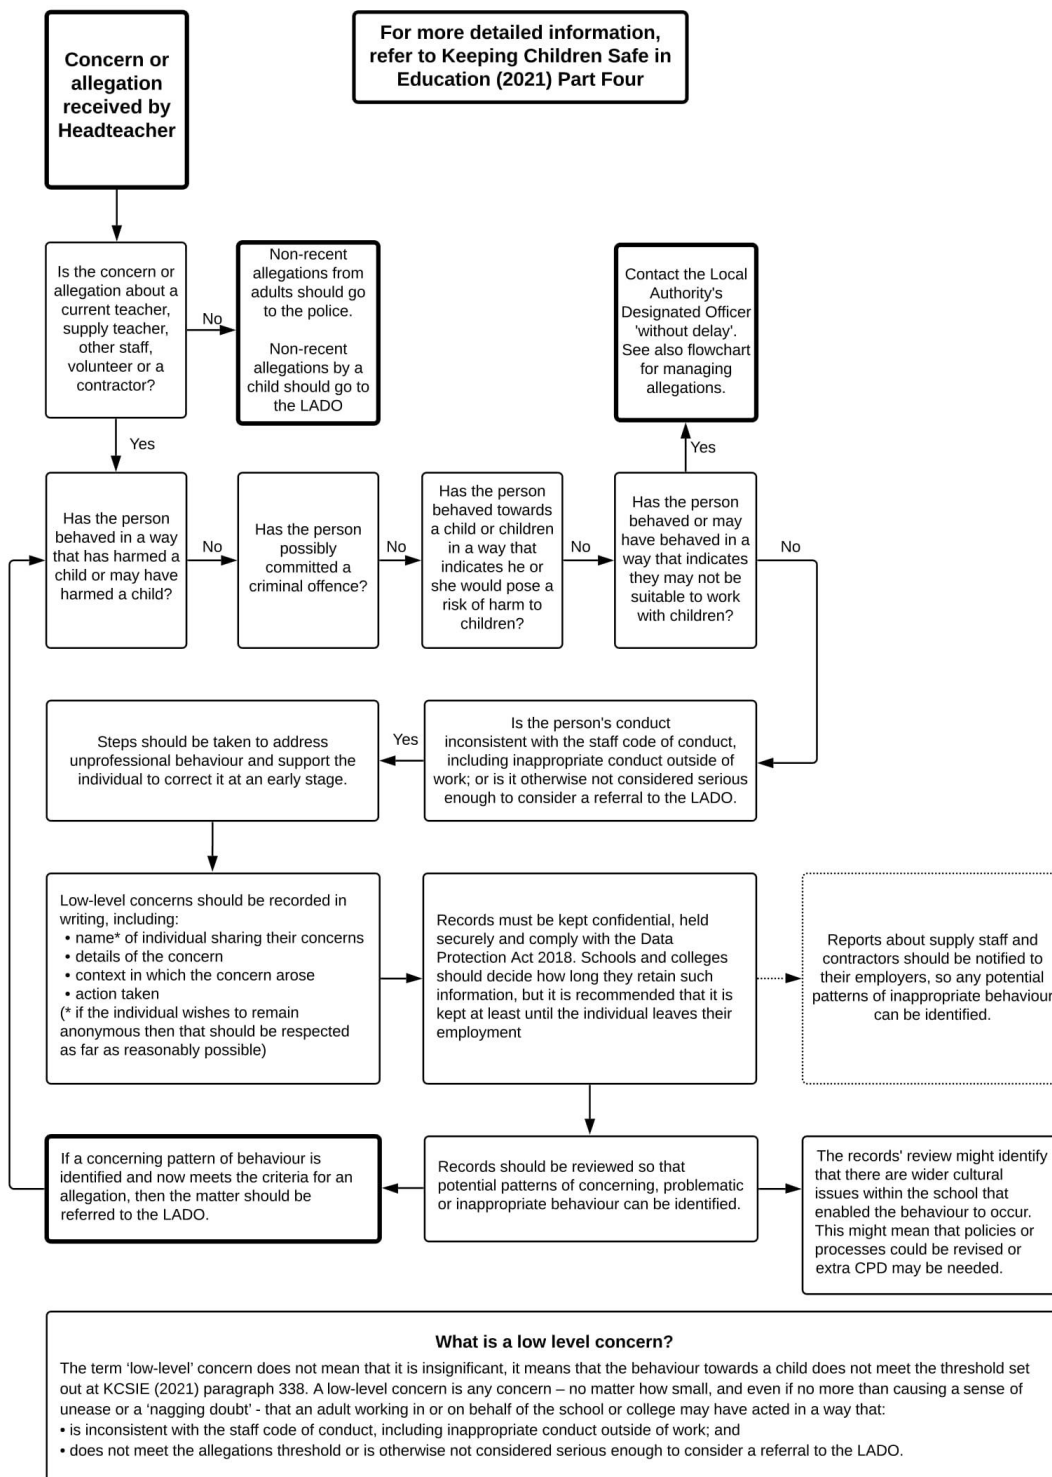 Concern or
allegation
received by
Headteacher
For more detailed information,
refer to Keeping Children Safe in
Education (2021) Part Four
Is the concern or
allegation about a
current teacher,
supply teacher,
other staff,
volunteer or a
contractor?
No
Non-recent
allegations from
adults should go
to the police.
Non-recent
allegations by a
child should go to
the LADO
Contact the Local
Authority's
Designated Officer
'without delay'.
See also flowchart
for managing
allegations.
Yes
Yes
Has the person
behaved in a way
that has harmed a
child or may have
harmed a child?
No
Has the person
possibly
committed a
criminal offence?
No
Has the person
behaved towards
a child or children
in a way that
indicates he or
she would pose a
risk of harm to
children?
No
Has the person
behaved or may
have behaved in a
way that indicates
they may not be
suitable to work
with children?
No
Steps should be taken to address
unprofessional behaviour and support the
individual to correct it at an early stage.
Yes
Is the person's conduct
inconsistent with the staff code of conduct,
including inappropriate conduct outside of
work; or is it otherwise not considered serious
enough to consider a referral to the LADO.
Low-level concerns should be recorded in
writing, including:
• name* of individual sharing their concerns
• details of the concern
• context in which the concern arose
• action taken
(* if the individual wishes to remain
anonymous then that should be respected
as far as reasonably possible)
Records must be kept confidential, held
securely and comply with the Data
Protection Act 2018. Schools and colleges
should decide how long they retain such
information, but it is recommended that it is
kept at least until the individual leaves their
employment
Reports about supply staff and
contractors should be notified to
their employers, so any potential
patterns of inappropriate behaviour
can be identified.
If a concerning pattern of behaviour is
identified and now meets the criteria for an
allegation, then the matter should be
referred to the LADO.
Records should be reviewed so that
potential patterns of concerning, problematic
or inappropriate behaviour can be identified.
The records' review might identify
that there are wider cultural
issues within the school that
enabled the behaviour to occur.
This might mean that policies or
processes could be revised or
extra CPD may be needed.
What is a low level concern?
The term ‘low-level’ concern does not mean that it is insignificant, it means that the behaviour towards a child does not meet the threshold set
out at KCSIE (2021) paragraph 338. A low-level concern is any concern – no matter how small, and even if no more than causing a sense of
unease or a ‘nagging doubt’ - that an adult working in or on behalf of the school or college may have acted in a way that:
• is inconsistent with the staff code of conduct, including inappropriate conduct outside of work; and
• does not meet the allegations threshold or is otherwise not considered serious enough to consider a referral to the LADO.